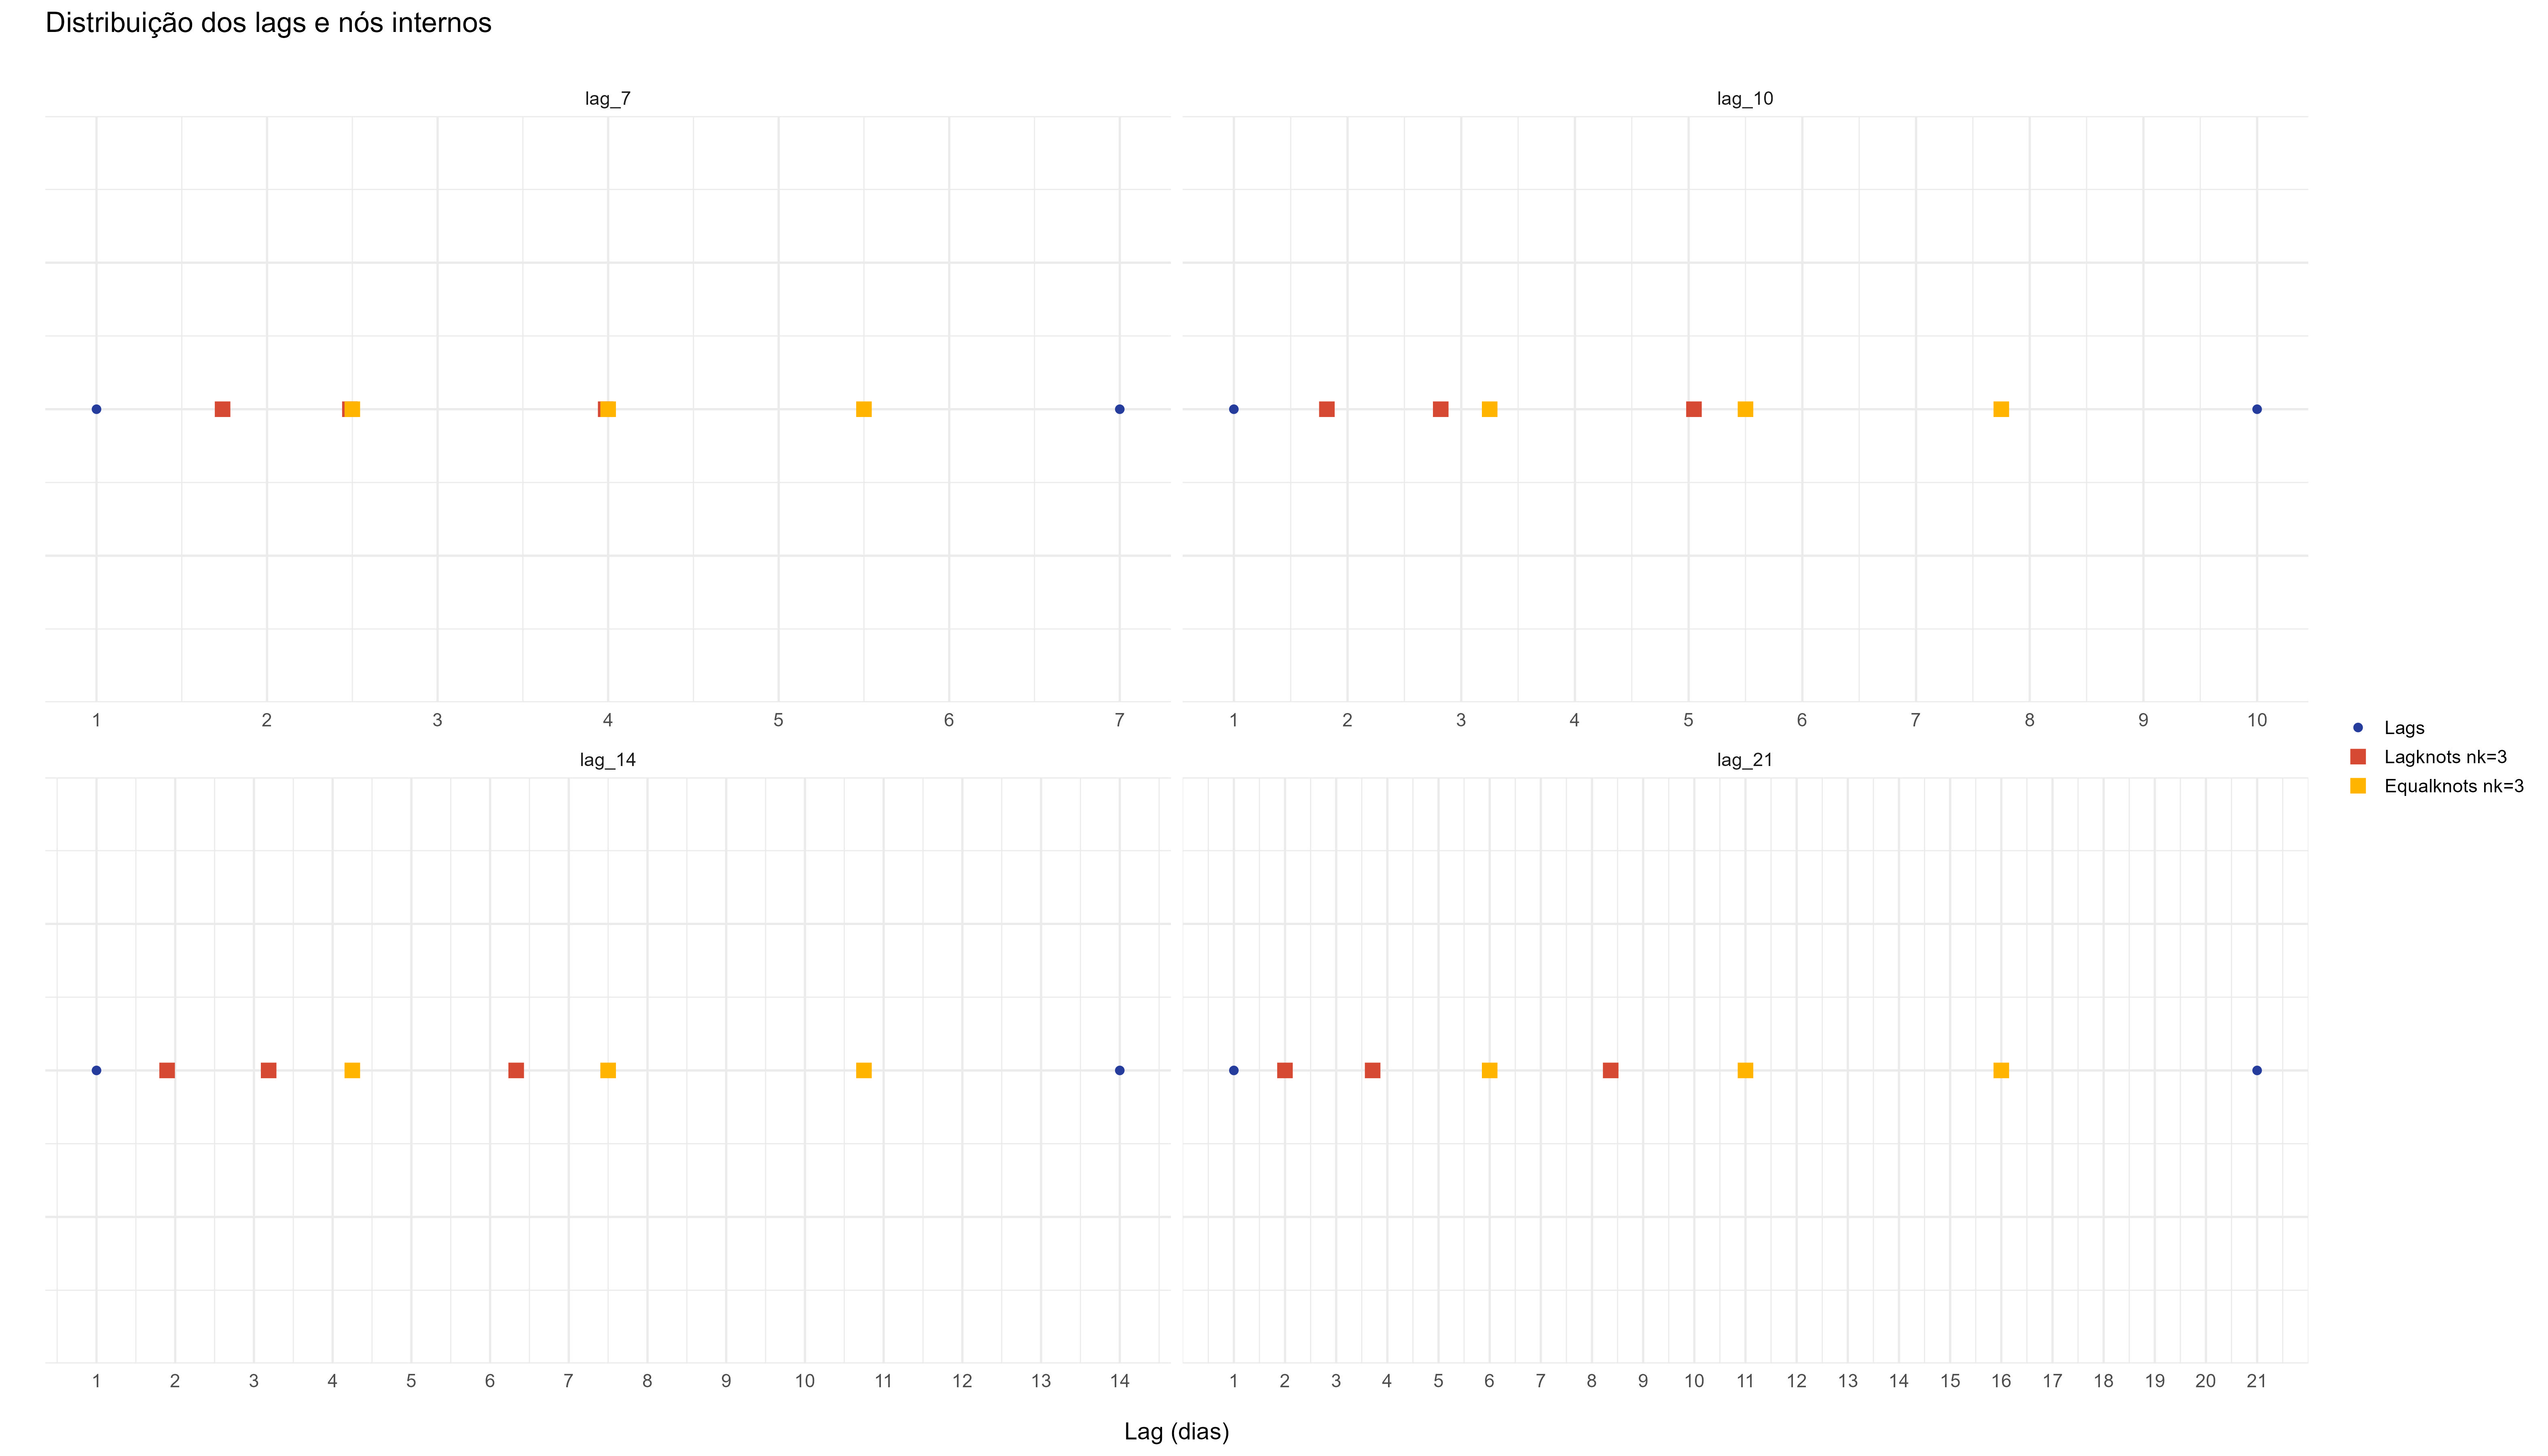 Distribuição dos lags e nós internos
lag_7
lag_10
1 2 3 4 5 6 7
1 2 3 4 5 6 7 8 9 10
lag_14
lag_21
1 2 3 4 5 6 7 8 9 10 11 12 13 14
1 2 3 4 5 6 7 8 9 10 11 12 13 14 15 16 17 18 19 20 21
Lag (dias)
Lags
Lagknots nk=3
Equalknots nk=3